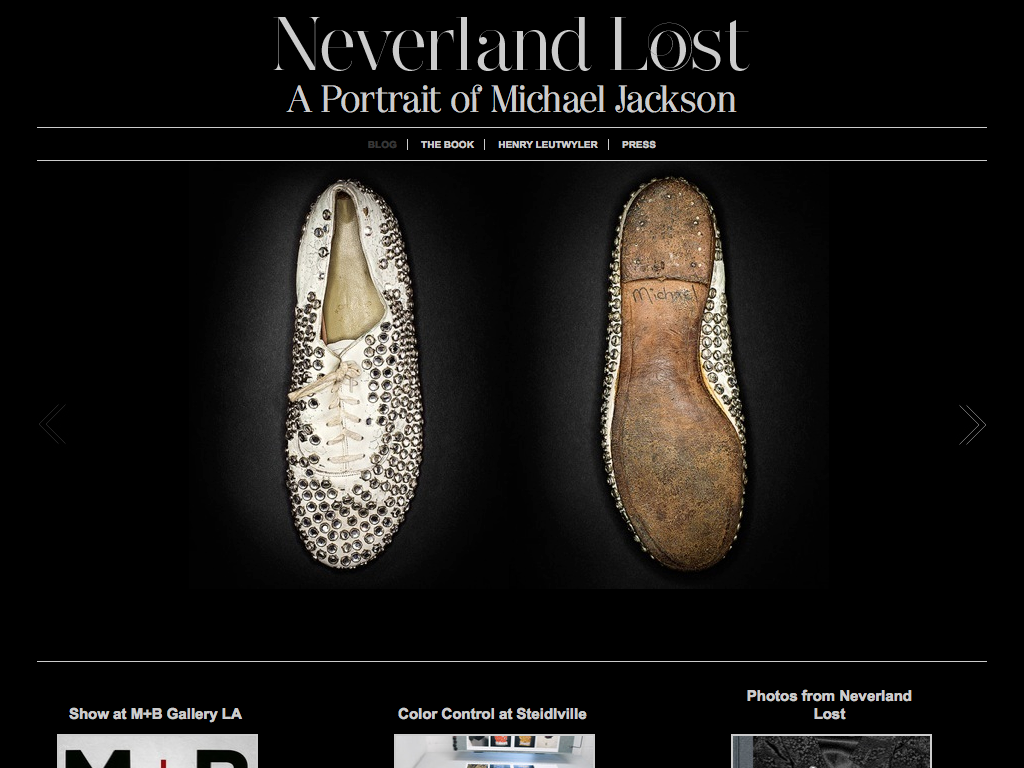 Neverland Lost
A Portrait of Michael Jackson
BLOG
THE BOOK
HENRY LEUTWYLER
PRESS
Michael
Show at M+B Gallery LA
Color Control at Steidlville
Photos from Neverland
Lost
M+B